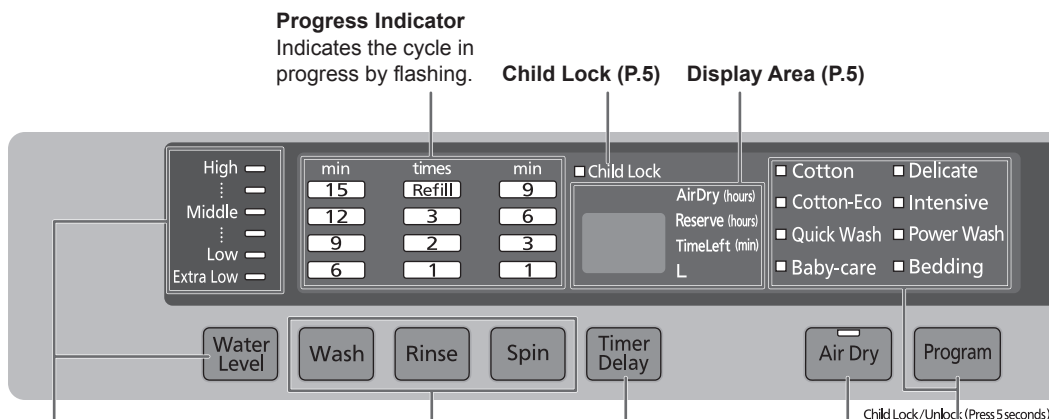 Progress Indicator
Indicates the cycle in
progress by flashing.
Child Lock (P.5)
Display Area (P.5)
High
Middle
Low
Extra Low
min times min
15 Refill 9
12 3 6
9 2 3
6 1 1
Child Lock
AirDry (hours)
Reserve (hours)
TimeLeft (min)
L
Cotton Delicate
Cotton-Eco Intensive
Quick Wash Power Wash
Baby-care Bedding
Water
Level
Wash
Rinse
Spin
Timer
Delay
Air Dry
Program
Child Lock/Unlock (Press 5 seconds)